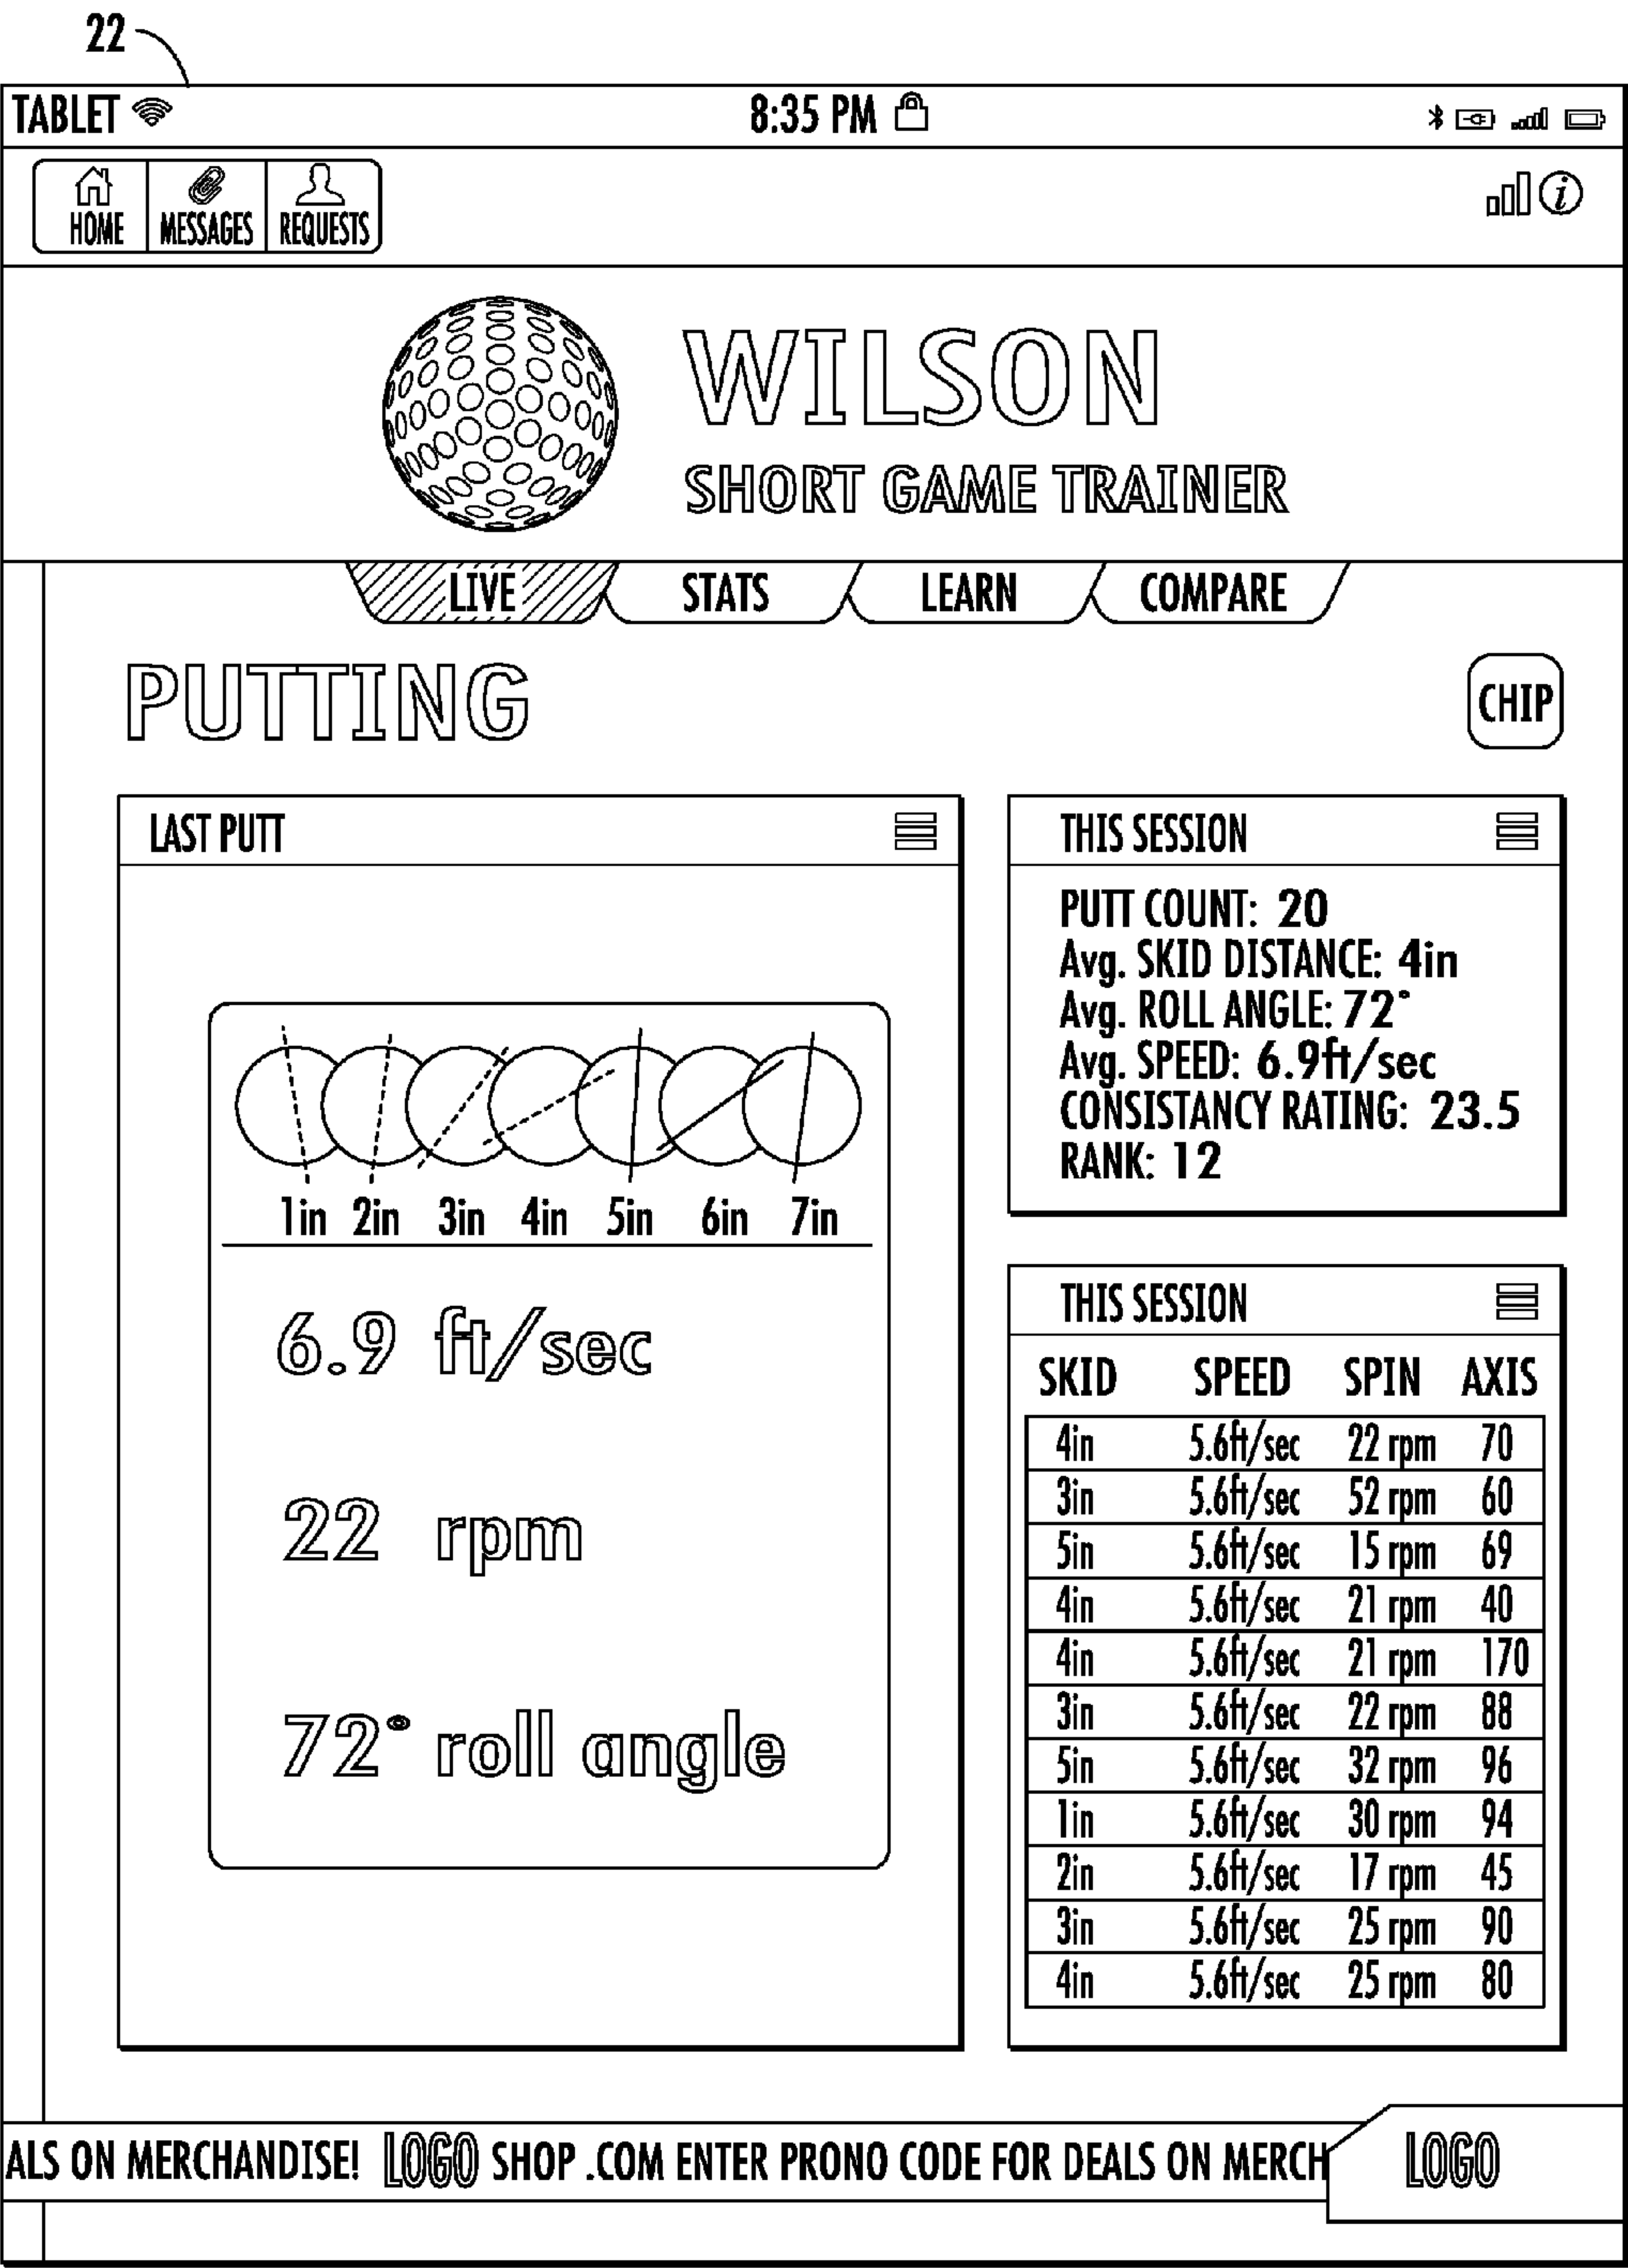 22
TABLET 8:35 PM
HOME MESSAGES REQUESTS
i
WILSON
SHORT GAME TRAINER
LIVE STATS LEARN COMPARE
PUTTING
CHIP
LAST PUTT
1in 2in 3in 4in 5in 6in 7in
6.9 ft/sec
22 rpm
72° roll angle
THIS SESSION
PUTT COUNT: 20
Avg. SKID DISTANCE: 4in
Avg. ROLL ANGLE: 72°
Avg. SPEED: 6.9ft/sec
CONSISTANCY RATING: 23.5
RANK: 12
THIS SESSION
SKID SPEED SPIN AXIS
4in 5.6ft/sec 22 rpm 70
3in 5.6ft/sec 52 rpm 60
5in 5.6ft/sec 15 rpm 69
4in 5.6ft/sec 21 rpm 40
4in 5.6ft/sec 21 rpm 170
3in 5.6ft/sec 22 rpm 88
5in 5.6ft/sec 32 rpm 96
1in 5.6ft/sec 30 rpm 94
2in 5.6ft/sec 17 rpm 45
3in 5.6ft/sec 25 rpm 90
4in 5.6ft/sec 25 rpm 80
ALS ON MERCHANDISE! LOGO SHOP .COM ENTER PRONO CODE FOR DEALS ON MERCH LOGO